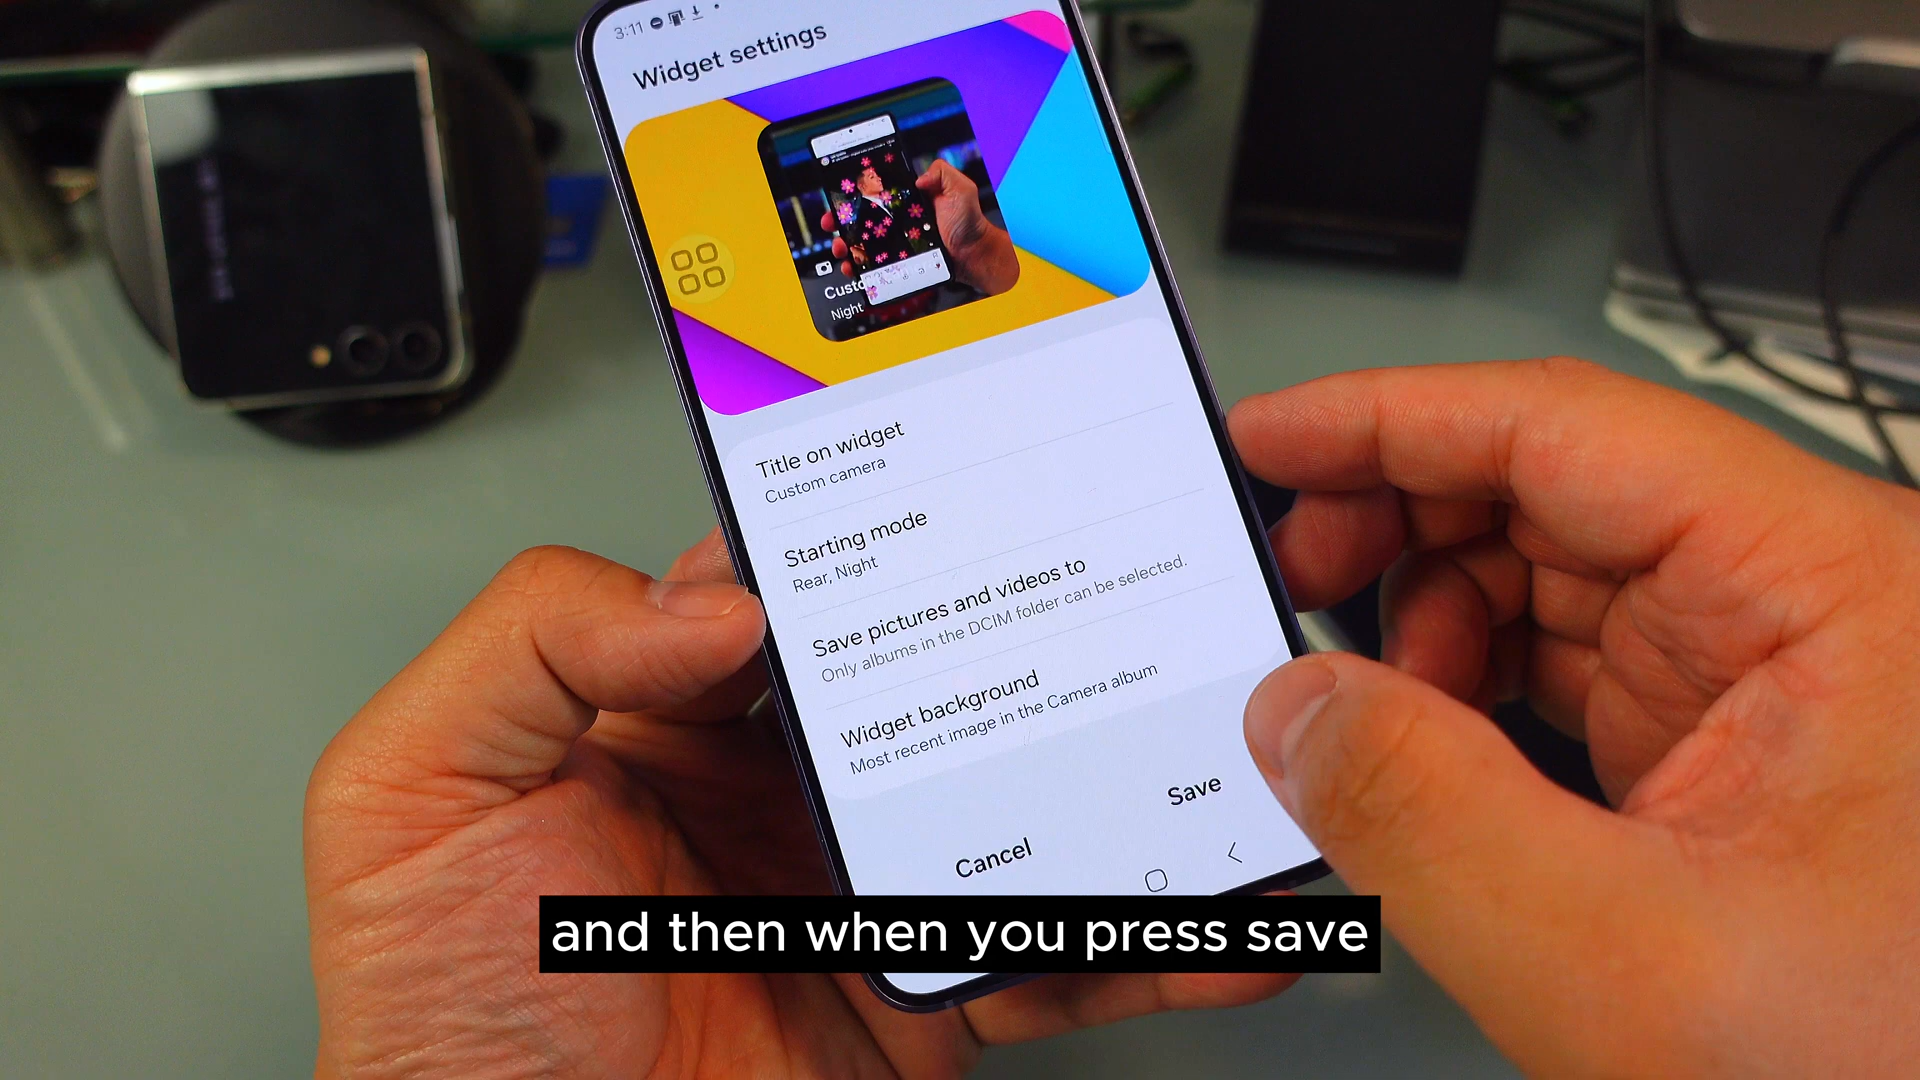 3:11
Widget settings
Custo
Night
Title on widget
Custom camera
Starting mode
Rear, Night
Save pictures and videos to
Only albums in the DCIM folder can be selected.
Widget background
Most recent image in the Camera album
Save
Cancel
and then when you press save